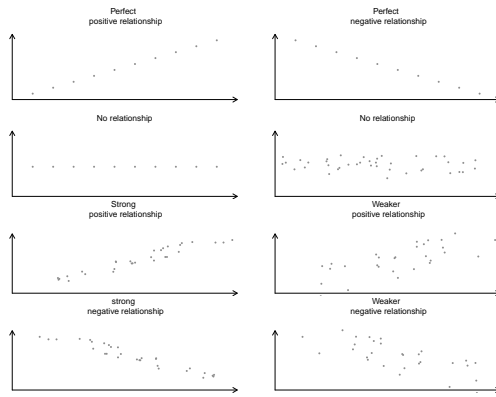 Perfect
positive relationship
Perfect
negative relationship
No relationship
No relationship
Strong
positive relationship
Weaker
positive relationship
strong
negative relationship
Weaker
negative relationship